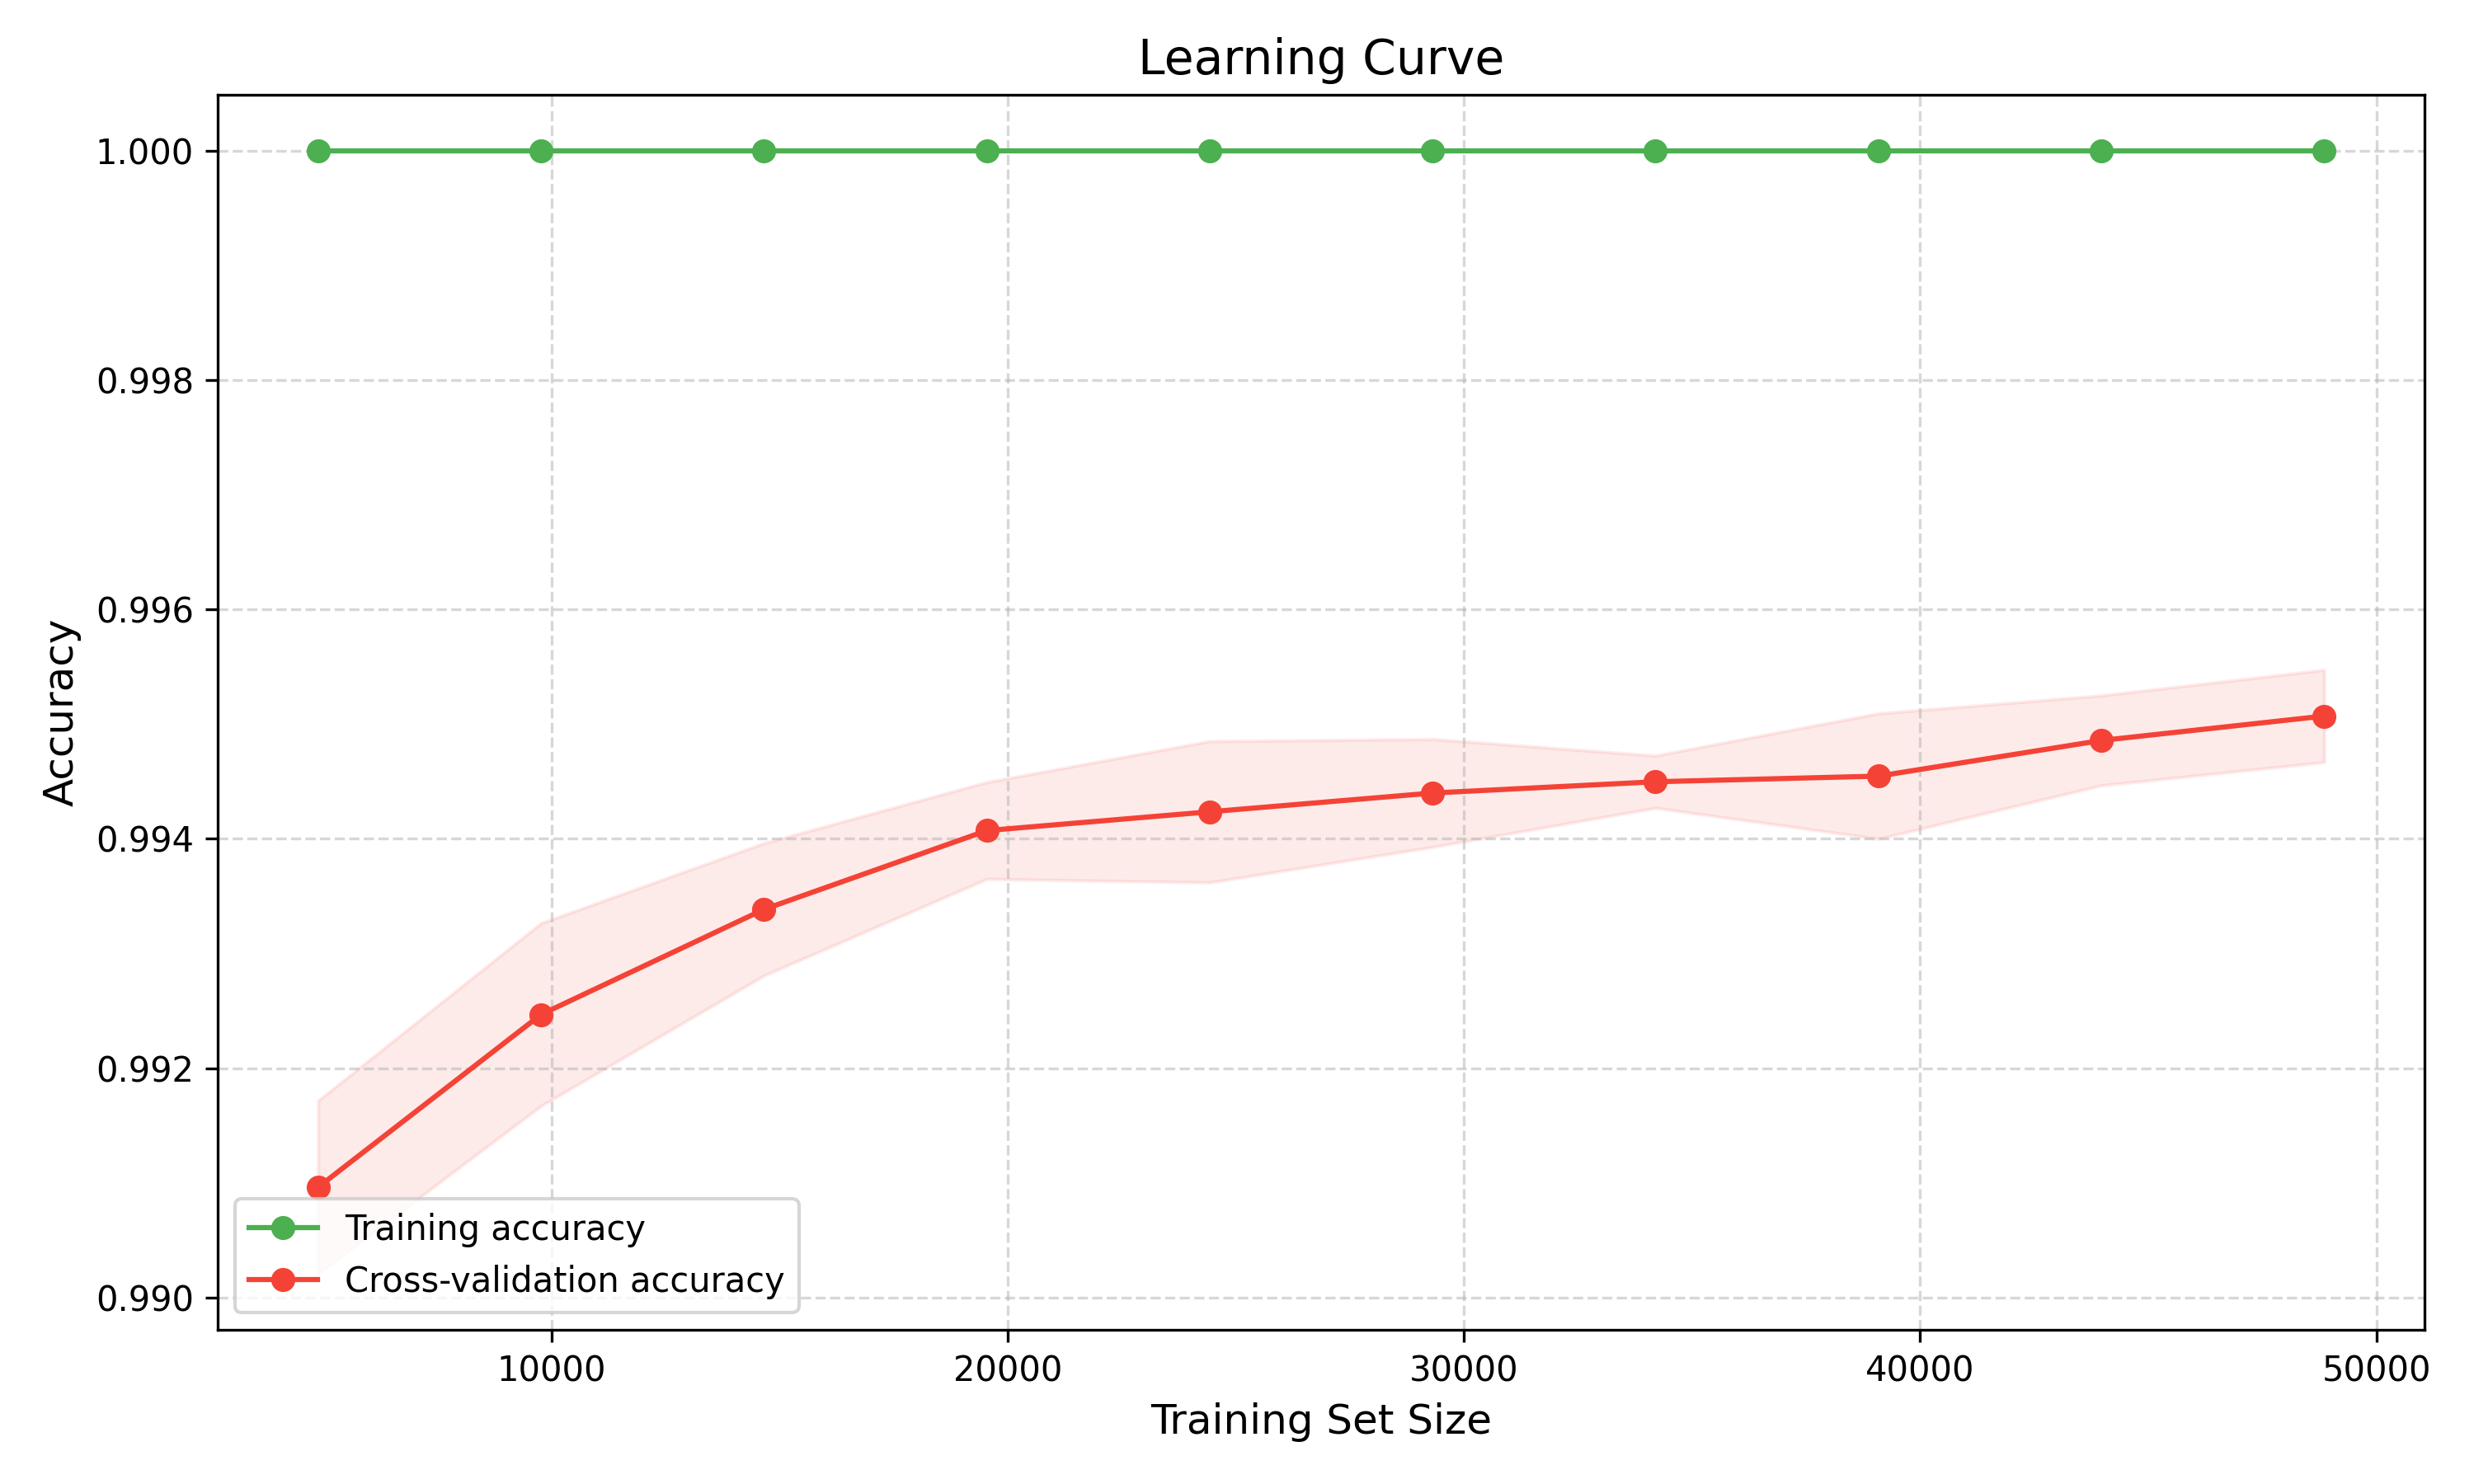 Learning Curve
Accuracy
1.000
0.998
0.996
0.994
0.992
0.990
Training accuracy
Cross-validation accuracy
10000 20000 30000 40000 50000
Training Set Size